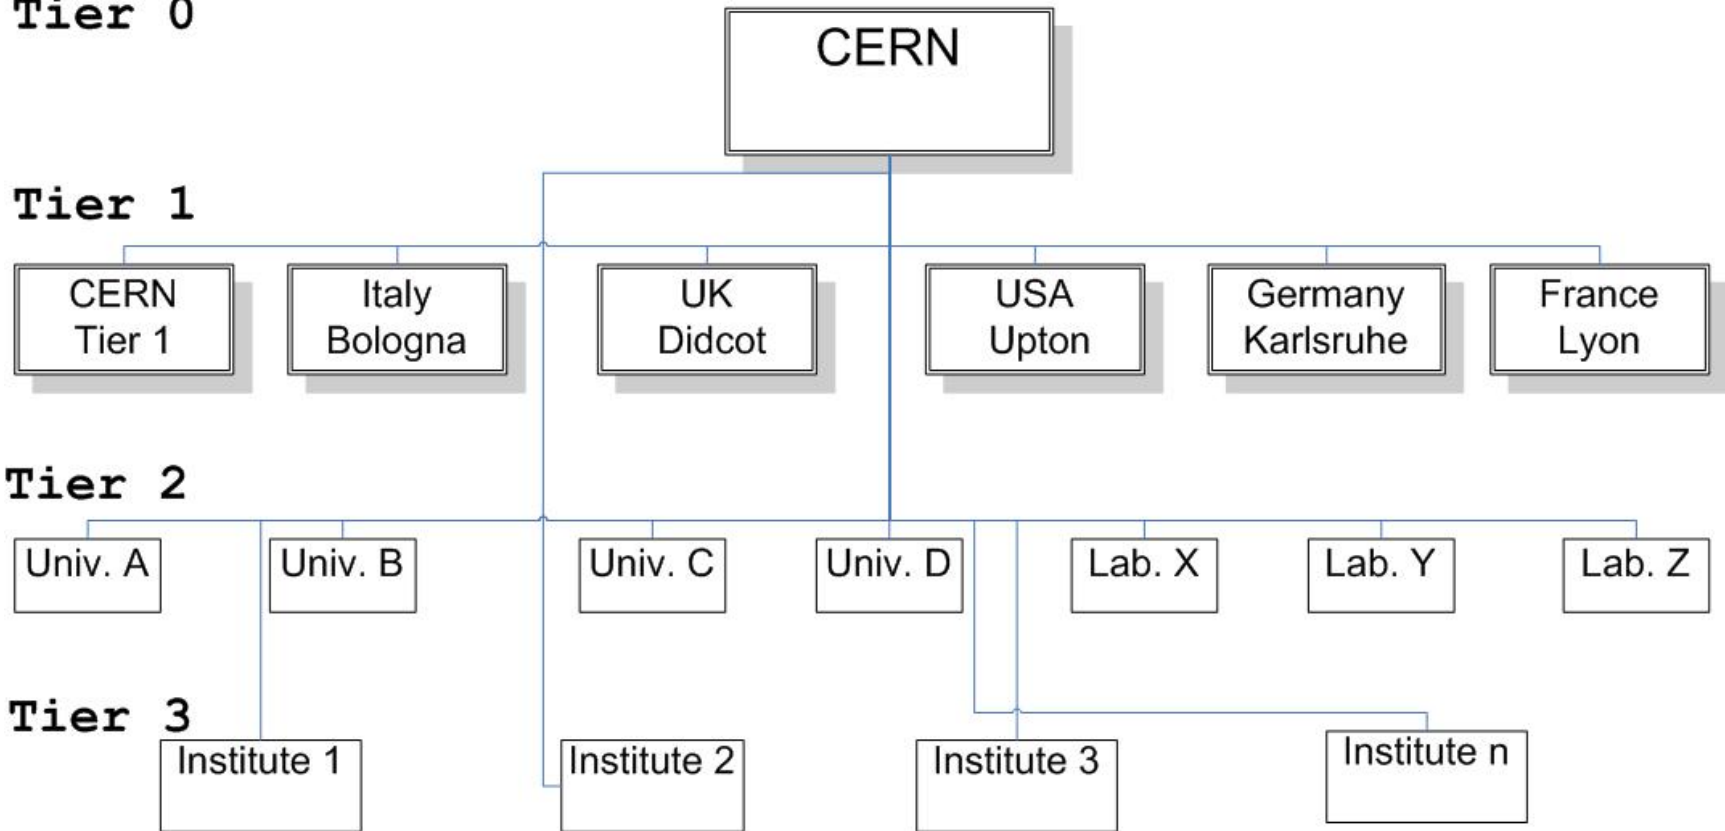 Tier 0
CERN
Tier 1
CERN
Tier 1
Italy
Bologna
UK
Didcot
USA
Upton
Germany
Karlsruhe
France
Lyon
Tier 2
Univ. A
Univ. B
Univ. C
Univ. D
Lab. X
Lab. Y
Lab. Z
Tier 3
Institute 1
Institute 2
Institute 3
Institute n